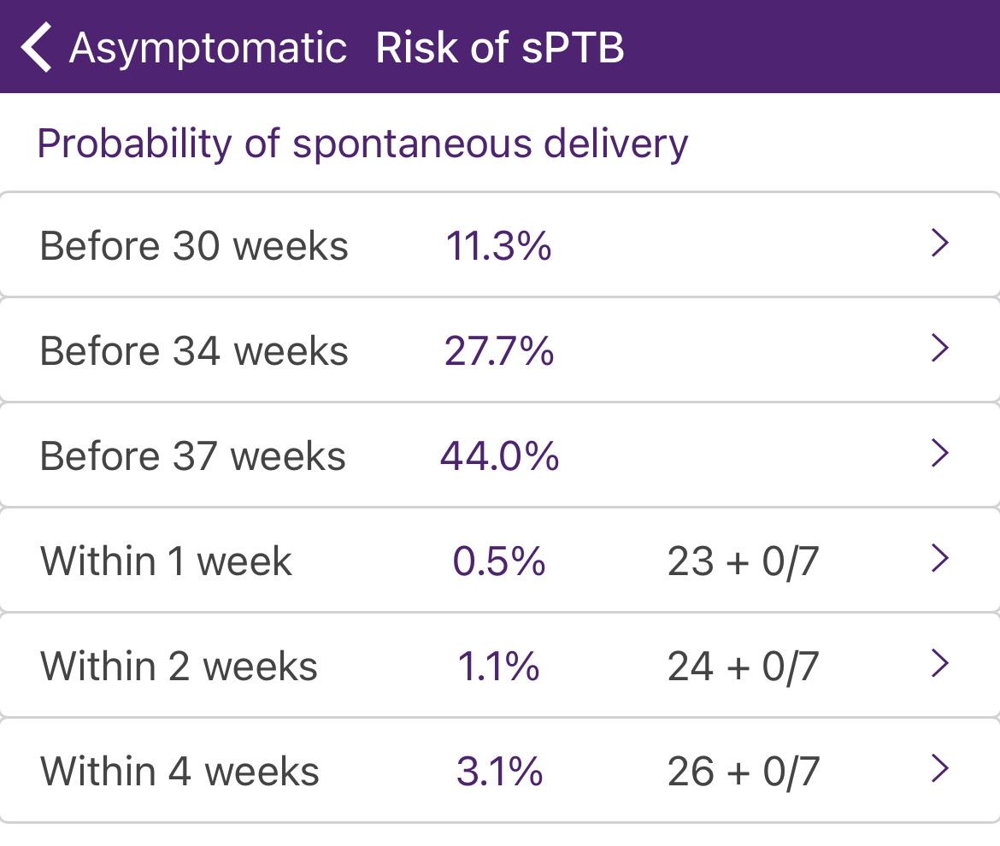 Asymptomatic Risk of sPTB
Probability of spontaneous delivery
Before 30 weeks 11.3%
Before 34 weeks 27.7%
Before 37 weeks 44.0%
Within 1 week 0.5% 23 + 0/7
Within 2 weeks 1.1% 24 + 0/7
Within 4 weeks 3.1% 26 + 0/7